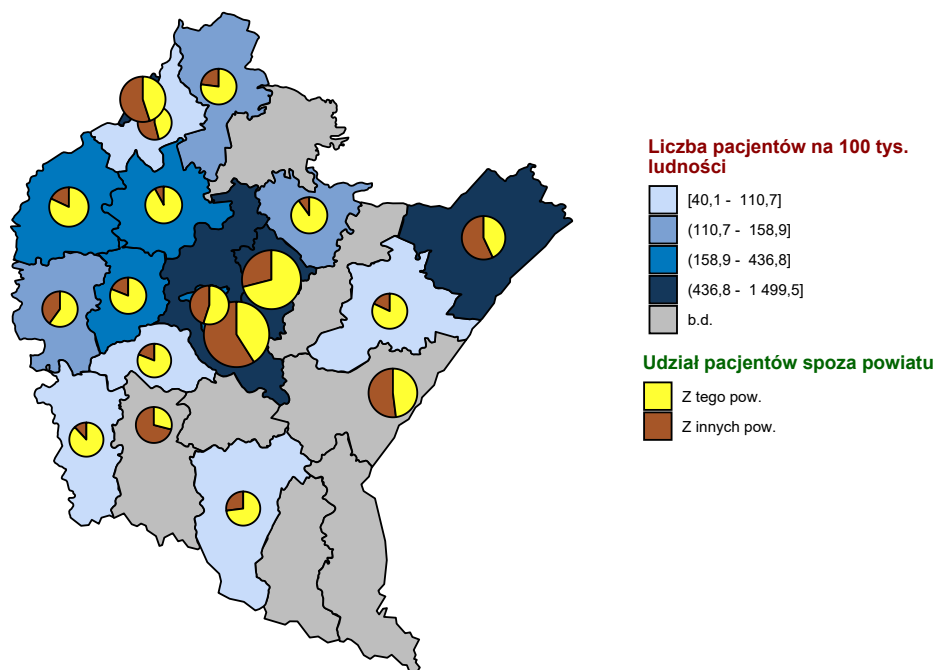 Liczba pacjentów na 100 tys.
ludności
[40,1 - 110,7]
(110,7 - 158,9]
(158,9 - 436,8]
(436,8 - 1 499,5]
b.d.
Udział pacjentów spoza powiatu
Z tego pow.
Z innych pow.